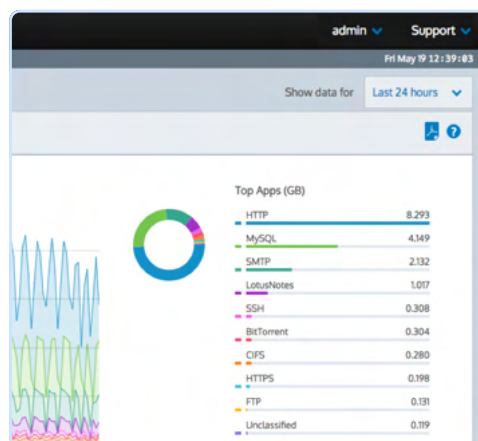 admin Support
Fri May 19 12:39:03
Show data for Last 24 hours
Top Apps (GB)
HTTP 8.293
MySQL 4.149
SMTP 2.132
LotusNotes 1.017
SSH 0.308
BitTorrent 0.304
CIFS 0.280
HTTPS 0.198
FTP 0.131
Unclassified 0.119